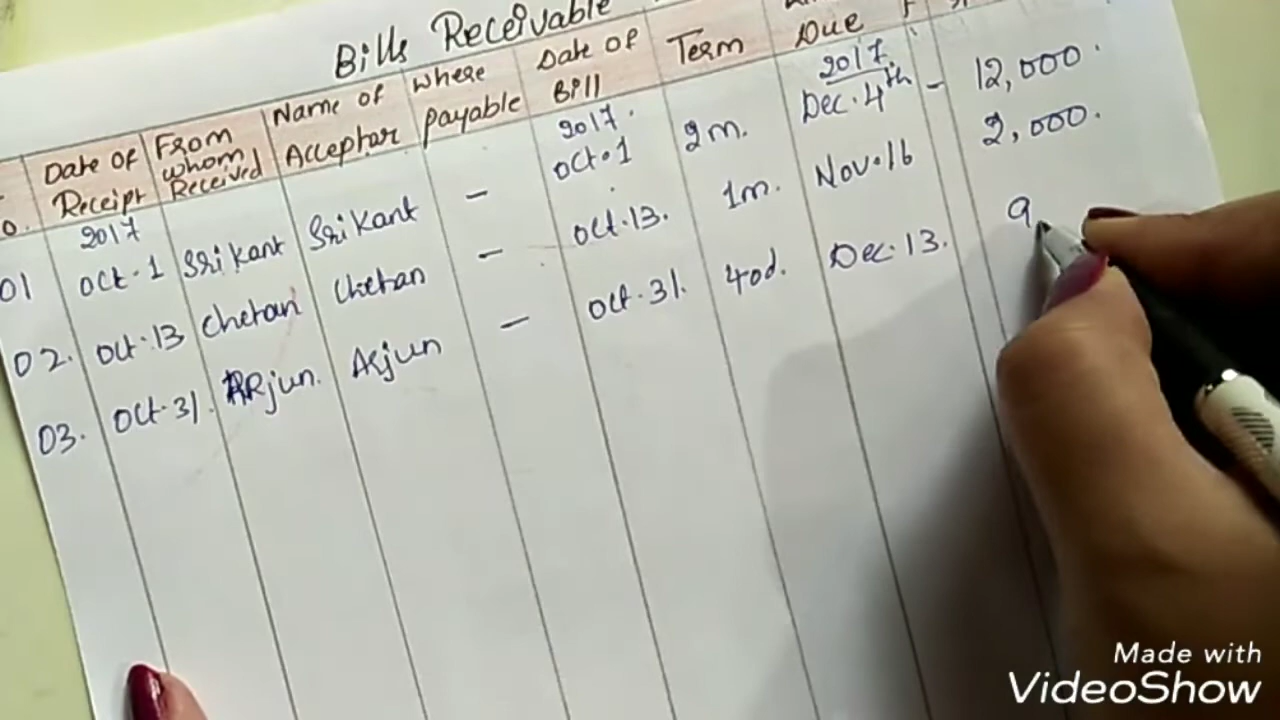 Bills Receivable
Date of Receipt From whom Received Name of Acceptor Where payable Date of Bill Term Due
01 2017 Oct. 1 Srikant Srikant — 2017. Oct. 1 2m. 2017. Dec. 4th — 12,000.
02. Oct. 13 Chetan Chetan — Oct. 13. 1m. Nov. 16 2,000.
03. Oct. 31. ARjun. Arjun — Oct. 31. 40d. Dec. 13. 9
Made with
VideoShow